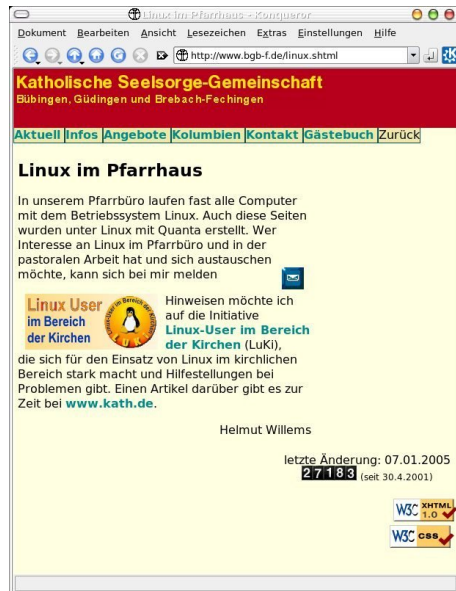 Linux im Pfarrhaus - Konqueror
Dokument Bearbeiten Ansicht Lesezeichen Extras Einstellungen Hilfe
http://www.bgb-f.de/linux.shtml
Katholische Seelsorge-Gemeinschaft
Bübingen, Güdingen und Brebach-Fechingen
Aktuell Infos Angebote Kolumbien Kontakt Gästebuch Zurück
Linux im Pfarrhaus
In unserem Pfarrbüro laufen fast alle Computer
mit dem Betriebssystem Linux. Auch diese Seiten
wurden unter Linux mit Quanta erstellt. Wer
Interesse an Linux im Pfarrbüro und in der
pastoralen Arbeit hat und sich austauschen
möchte, kann sich bei mir melden
Linux User
im Bereich
der Kirchen
Linux User im Bereich der Kirchen
LUKi
Hinweisen möchte ich
auf die Initiative
Linux-User im Bereich
der Kirchen (LuKi),
die sich für den Einsatz von Linux im kirchlichen
Bereich stark macht und Hilfestellungen bei
Problemen gibt. Einen Artikel darüber gibt es zur
Zeit bei www.kath.de.
Helmut Willems
letzte Änderung: 07.01.2005
27183 (seit 30.4.2001)
W3C XHTML 1.0
W3C css